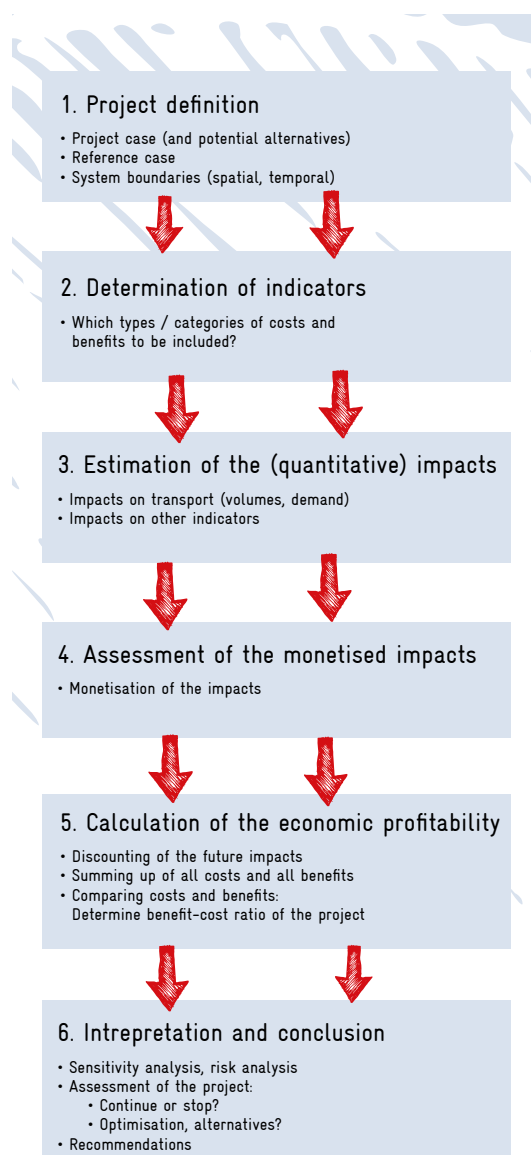 1. Project definition
• Project case (and potential alternatives)
• Reference case
• System boundaries (spatial, temporal)
2. Determination of indicators
• Which types / categories of costs and
benefits to be included?
3. Estimation of the (quantitative) impacts
• Impacts on transport (volumes, demand)
• Impacts on other indicators
4. Assessment of the monetised impacts
• Monetisation of the impacts
5. Calculation of the economic profitability
• Discounting of the future impacts
• Summing up of all costs and all benefits
• Comparing costs and benefits:
Determine benefit-cost ratio of the project
6. Intrepretation and conclusion
• Sensitivity analysis, risk analysis
• Assessment of the project:
• Continue or stop?
• Optimisation, alternatives?
• Recommendations